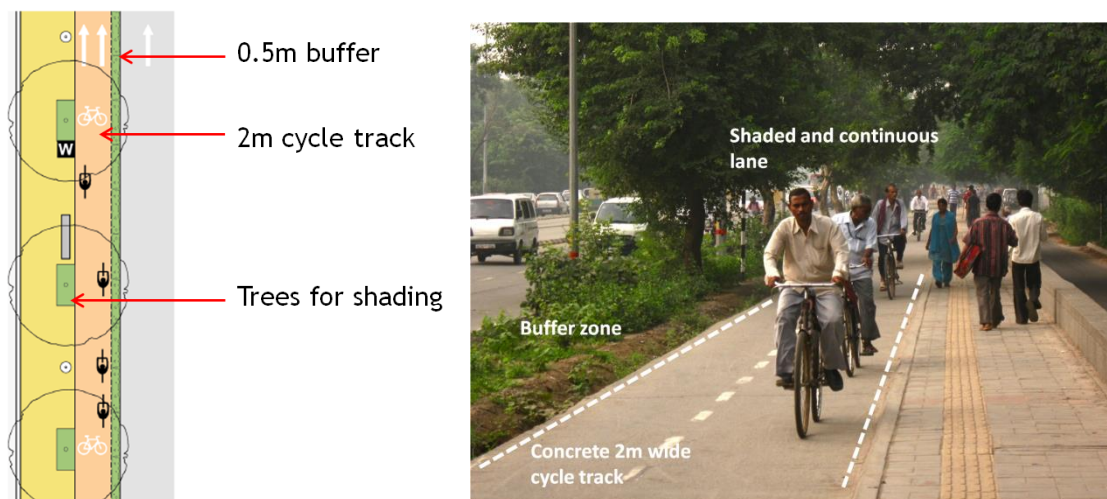 0.5m buffer
2m cycle track
W
Trees for shading
Shaded and continuous
lane
Buffer zone
Concrete 2m wide
cycle track